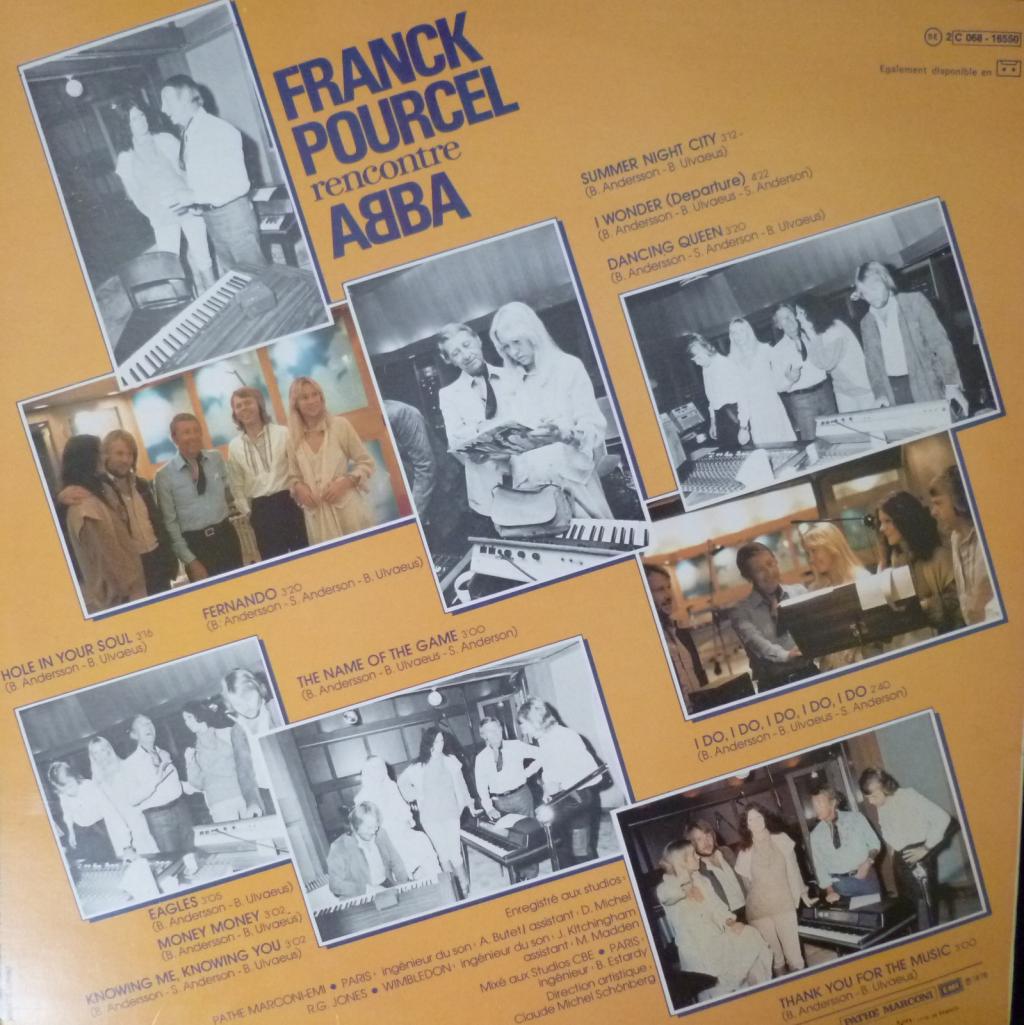 FRANCK
POURCEL
rencontre
ABBA
2 C 068 - 16550
Egalement disponible en
SUMMER NIGHT CITY 3'12
(B. Andersson - B. Ulvaeus)
I WONDER (Departure) 4'22
(B. Andersson - B. Ulvaeus - S. Anderson)
DANCING QUEEN 3'20
(B. Andersson - S. Anderson - B. Ulvaeus)
FERNANDO 3'20
(B. Andersson - S. Anderson - B. Ulvaeus)
HOLE IN YOUR SOUL 3'16
(B. Andersson - B. Ulvaeus)
THE NAME OF THE GAME 3'00
(B. Andersson - B. Ulvaeus - S. Anderson)
I DO, I DO, I DO, I DO, I DO 2'40
(B. Andersson - B. Ulvaeus - S. Anderson)
EAGLES 3'05
(B. Andersson - B. Ulvaeus)
MONEY MONEY 3'02
(B. Andersson - B. Ulvaeus)
KNOWING ME, KNOWING YOU 3'02
(B. Andersson - S. Anderson - B. Ulvaeus)
Enregistré aux studios :
PATHE MARCONI-EMI • PARIS · ingénieur du son · A. Butet / assistant · D. Michel
R.G. JONES • WIMBLEDON · ingénieur du son · J. Kitchingham
assistant · M. Madden
Mixé aux Studios CBE • PARIS ·
ingénieur · B. Estardy
Direction artistique ·
Claude Michel Schönberg
THANK YOU FOR THE MUSIC 3'00
(B. Andersson - B. Ulvaeus)
PATHE MARCONI EMI